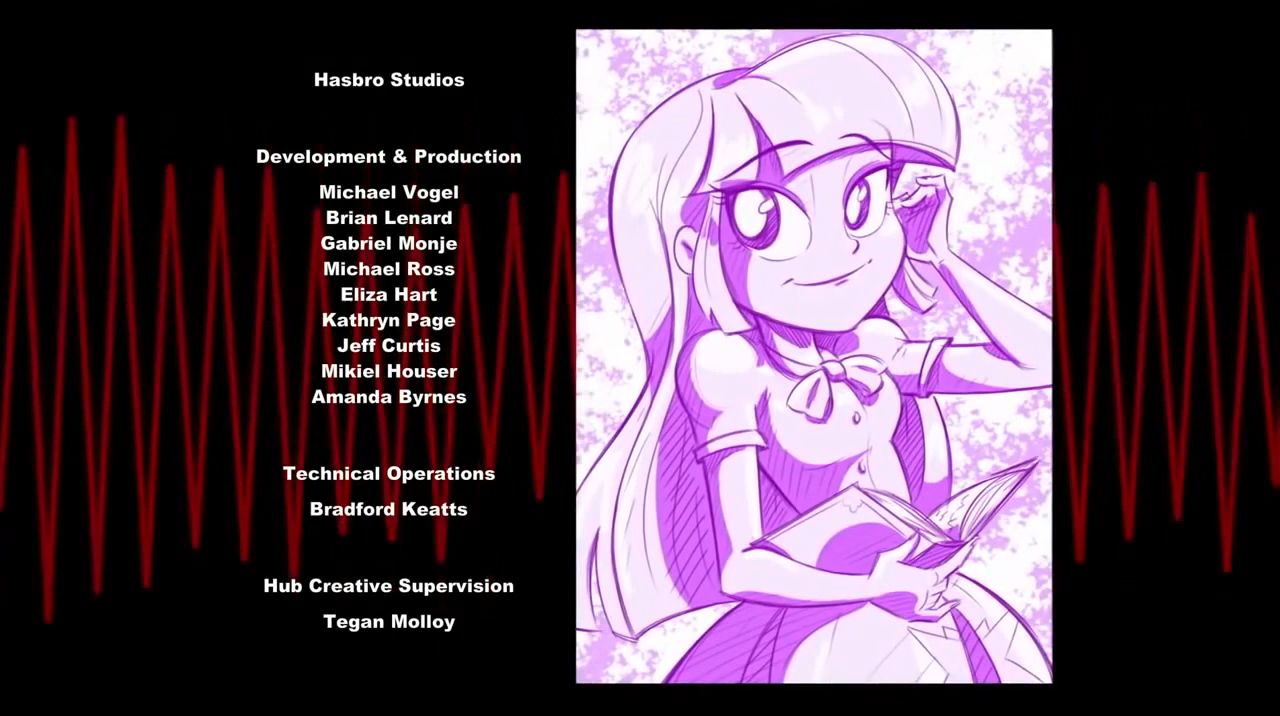 Hasbro Studios
Development & Production
Michael Vogel
Brian Lenard
Gabriel Monje
Michael Ross
Eliza Hart
Kathryn Page
Jeff Curtis
Mikiel Houser
Amanda Byrnes
Technical Operations
Bradford Keatts
Hub Creative Supervision
Tegan Molloy